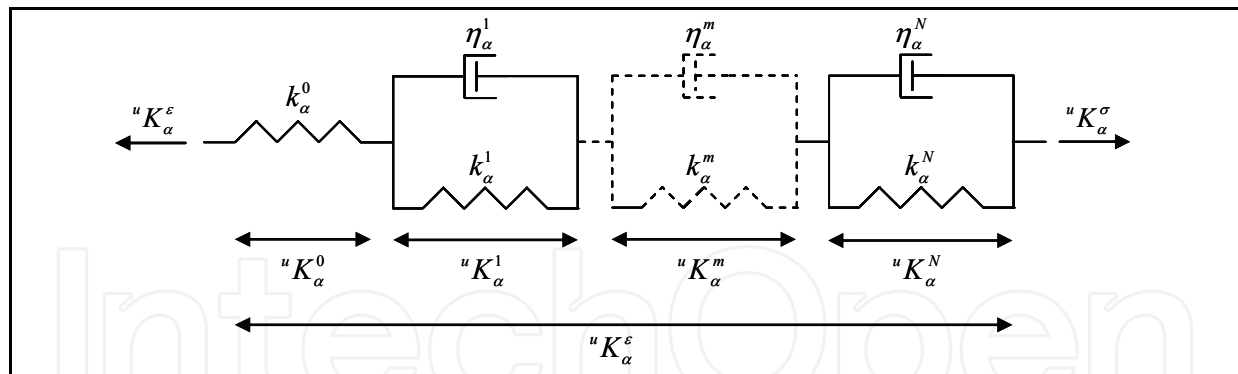 η_α^1 η_α^m η_α^N
^uK_α^ε k_α^0 ^uK_α^σ
k_α^1 k_α^m k_α^N
^uK_α^0 ^uK_α^1 ^uK_α^m ^uK_α^N
^uK_α^ε
IntechOpen